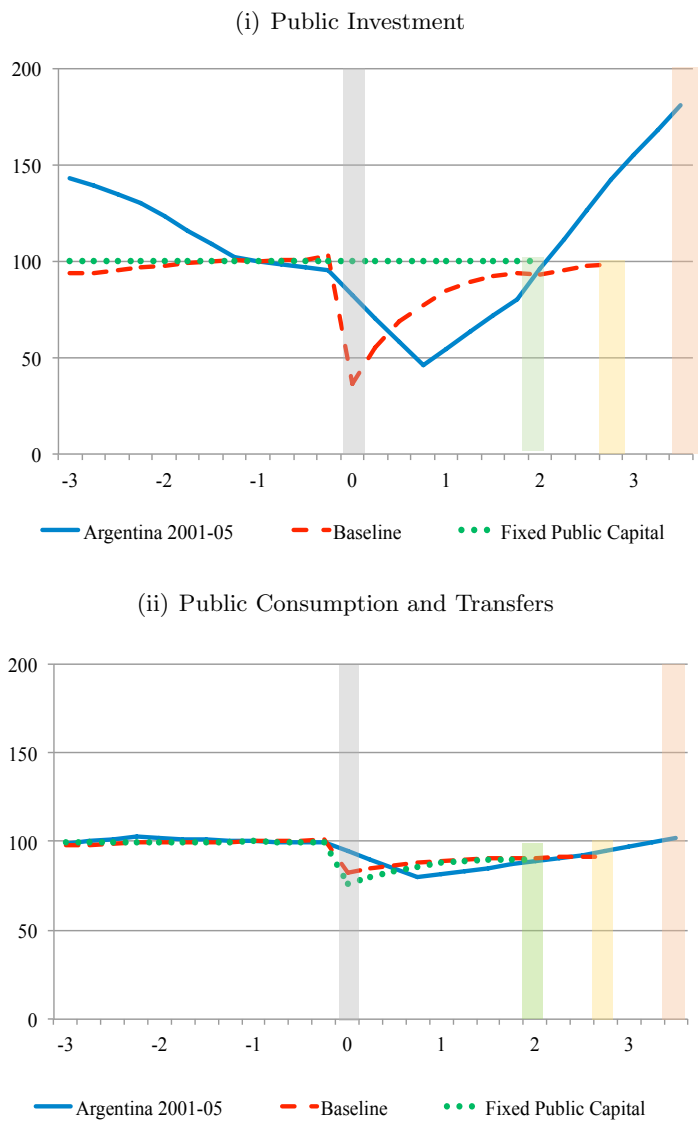 (i) Public Investment
200
150
100
50
0
-3 -2 -1 0 1 2 3
Argentina 2001-05 Baseline Fixed Public Capital
(ii) Public Consumption and Transfers
200
150
100
50
0
-3 -2 -1 0 1 2 3
Argentina 2001-05 Baseline Fixed Public Capital